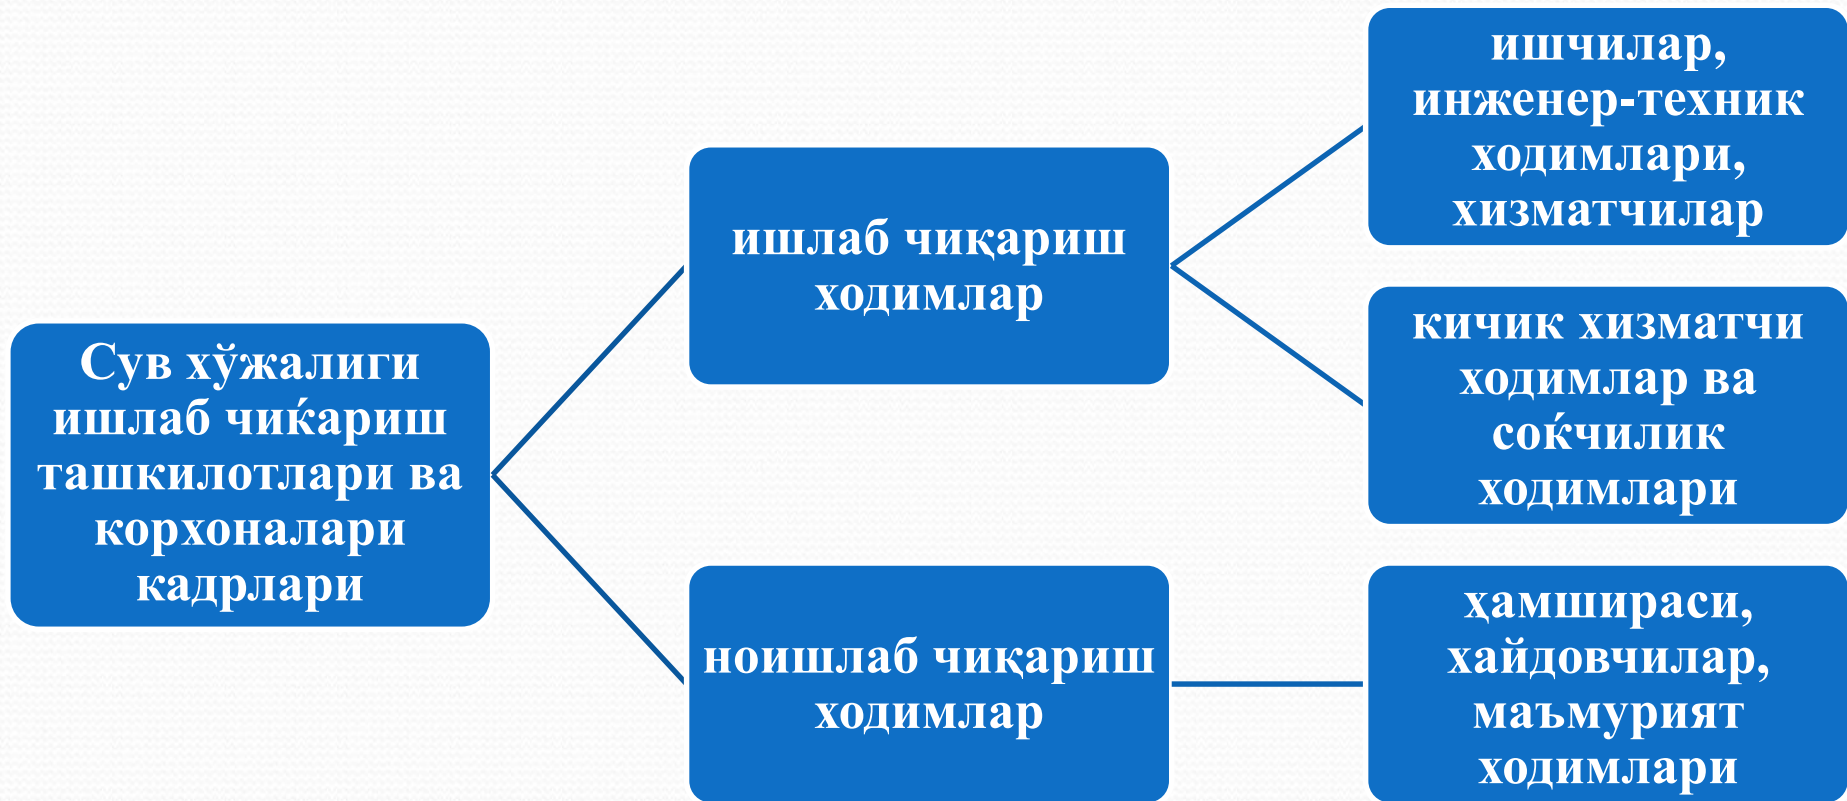 Сув хўжалиги
ишлаб чиќариш
ташкилотлари ва
корхоналари
кадрлари
ишлаб чиқариш
ходимлар
ишчилар,
инженер-техник
ходимлари,
хизматчилар
кичик хизматчи
ходимлар ва
соќчилик
ходимлари
ноишлаб чиқариш
ходимлар
ҳамшираси,
хайдовчилар,
маъмурият
ходимлари